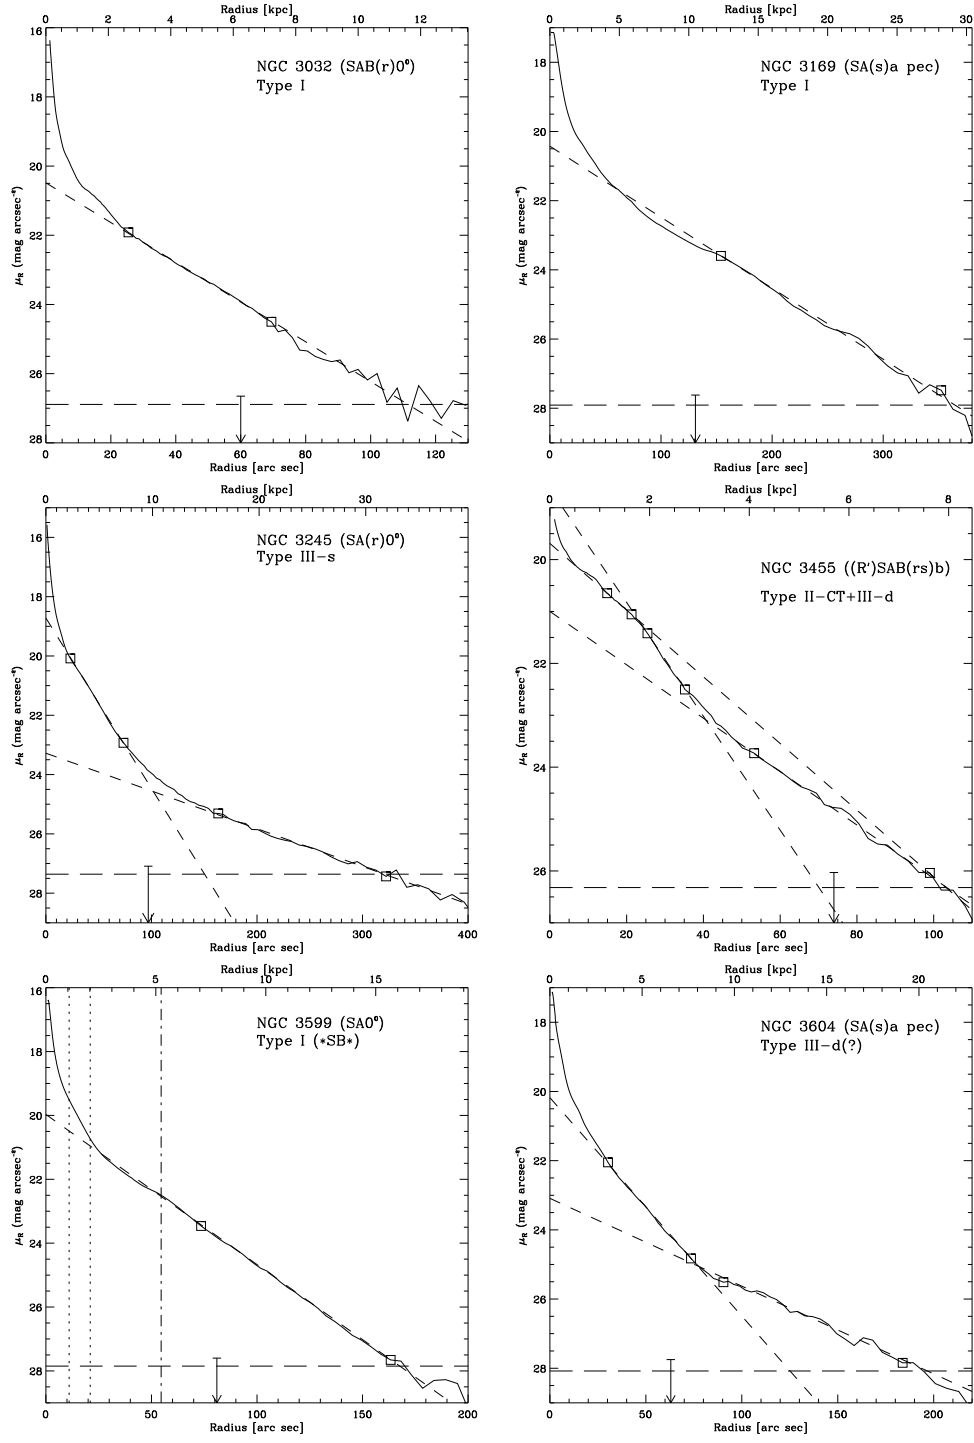 Radius [kpc]
0 2 4 6 8 10 12
16
18
20
22
24
26
28
μR (mag arcsec⁻²)
NGC 3032 (SAB(r)0⁰)
Type I
0 20 40 60 80 100 120
Radius [arc sec]
Radius [kpc]
0 5 10 15 20 25 30
18
20
22
24
26
28
μR (mag arcsec⁻²)
NGC 3169 (SA(s)a pec)
Type I
100 200 300
Radius [arc sec]
Radius [kpc]
0 10 20 30
16
18
20
22
24
26
28
μR (mag arcsec⁻²)
NGC 3245 (SA(r)0⁰)
Type III-s
0 100 200 300 400
Radius [arc sec]
Radius [kpc]
0 2 4 6 8
20
22
24
26
μR (mag arcsec⁻²)
NGC 3455 ((R')SAB(rs)b)
Type II-CT+III-d
0 20 40 60 80 100
Radius [arc sec]
Radius [kpc]
0 5 10 15
16
18
20
22
24
26
28
μR (mag arcsec⁻²)
NGC 3599 (SA0⁰)
Type I (*SB*)
0 50 100 150 200
Radius [arc sec]
Radius [kpc]
0 5 10 15 20
18
20
22
24
26
28
μR (mag arcsec⁻²)
NGC 3604 (SA(s)a pec)
Type III-d(?)
0 50 100 150 200
Radius [arc sec]